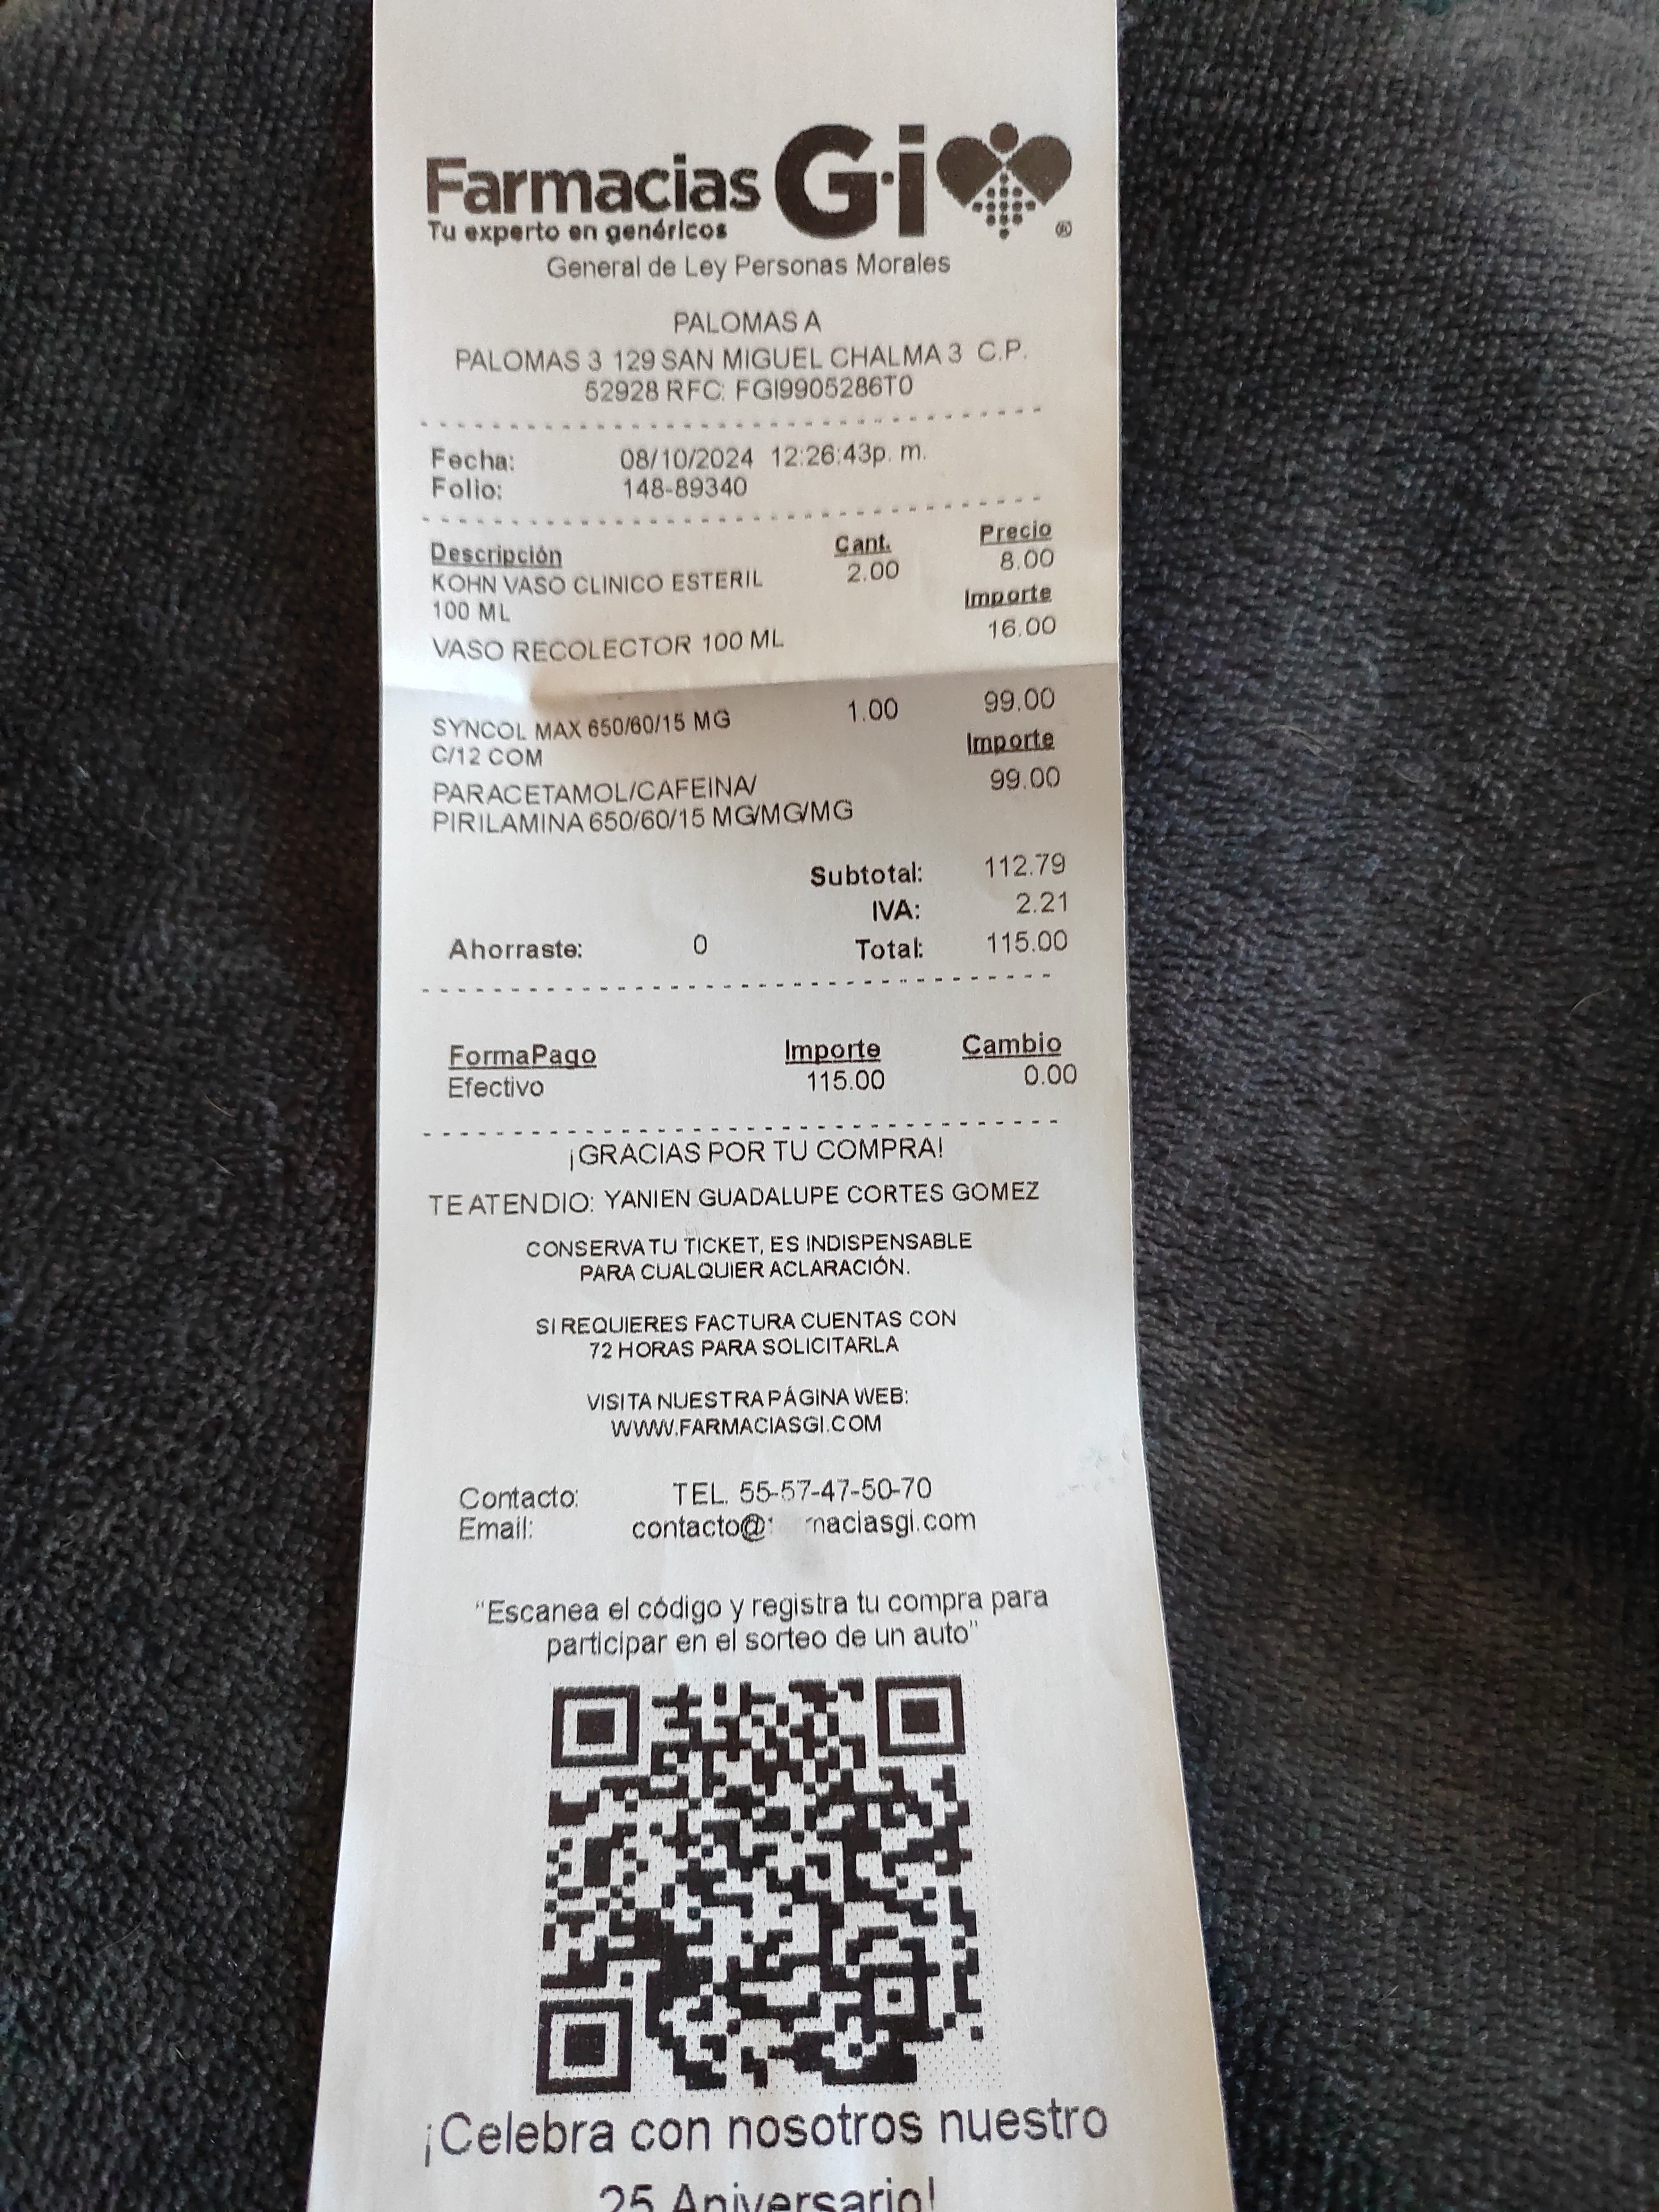 Farmacias G·i
Tu experto en genéricos
®
General de Ley Personas Morales
PALOMAS A
PALOMAS 3 129 SAN MIGUEL CHALMA 3 C.P.
52928 RFC: FGI9905286T0
Fecha: 08/10/2024 12:26:43p. m.
Folio: 148-89340
Descripción Cant. Precio
KOHN VASO CLINICO ESTERIL 2.00 8.00
100 ML Importe
VASO RECOLECTOR 100 ML 16.00
SYNCOL MAX 650/60/15 MG 1.00 99.00
C/12 COM Importe
PARACETAMOL/CAFEINA/ 99.00
PIRILAMINA 650/60/15 MG/MG/MG
Subtotal: 112.79
IVA: 2.21
Ahorraste: 0 Total: 115.00
FormaPago Importe Cambio
Efectivo 115.00 0.00
¡GRACIAS POR TU COMPRA!
TE ATENDIO: YANIEN GUADALUPE CORTES GOMEZ
CONSERVA TU TICKET, ES INDISPENSABLE
PARA CUALQUIER ACLARACIÓN.
SI REQUIERES FACTURA CUENTAS CON
72 HORAS PARA SOLICITARLA
VISITA NUESTRA PÁGINA WEB:
WWW.FARMACIASGI.COM
Contacto: TEL. 55-57-47-50-70
Email:
"Escanea el código y registra tu compra para
participar en el sorteo de un auto"
¡Celebra con nosotros nuestro
25 Aniversario!